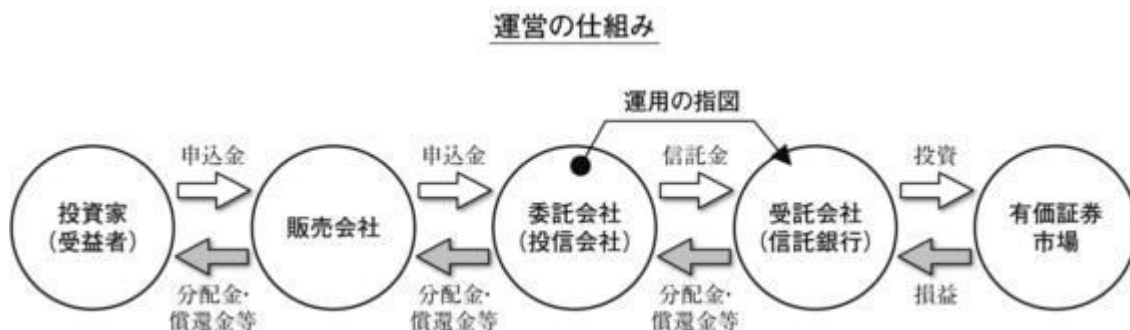 運営の仕組み
運用の指図
申込金
申込金
信託金
投資
投資家
(受益者)
販売会社
委託会社
(投信会社)
受託会社
(信託銀行)
有価証券
市場
分配金・
償還金等
分配金・
償還金等
分配金・
償還金等
損益